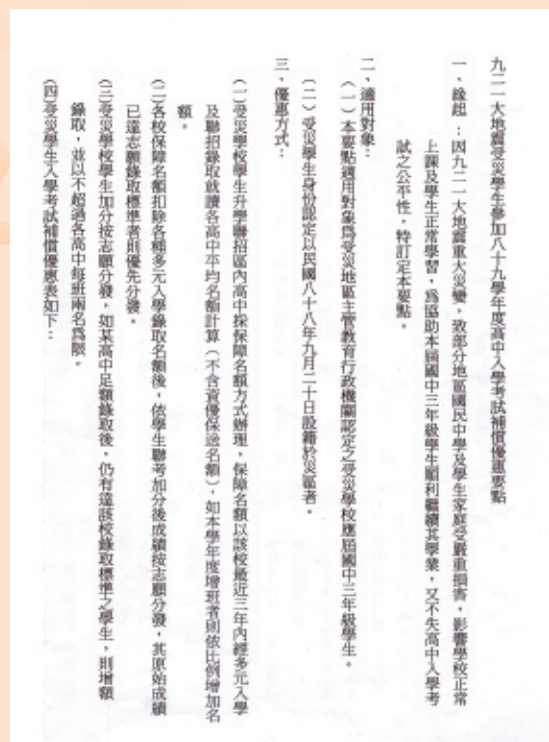 九二一大地震受災學生參加八十九學年度高中入學考試補償優惠要點
一、緣起：因九二一大地震重大災變，致部分地區國民中學及學生家庭受嚴重損害，影響學校正常
上課及學生正常學習，為協助本屆國中三年級學生順利繼續其學業，又不失高中入學考
試之公平性，特訂定本要點。
二、適用對象：
(一)本要點適用對象為受災地區主管教育行政機關認定之受災學校應屆國中三年級學生。
(二)受災學生身份認定以民國八十八年九月二十日設籍於災區者。
三、優惠方式：
(一)受災學校學生升學聯招區內高中採保障名額方式辦理，保障名額以該校最近三年內經多元入學
及聯招錄取就讀各高中平均名額計算(不含資優保送名額)，如本學年度增班者則依比例增加名
額。
(二)各校保障名額扣除各種多元入學錄取名額後，依學生聯考加分後成績按志願分發，其原始成績
已達志願錄取標準者則優先分發。
(三)受災學校學生加分按志願分發，如某高中足額錄取後，仍有達該校錄取標準之學生，則增額
錄取，並以不超過各高中每班兩名為限。
(四)受災學生入學考試補償優惠表如下：